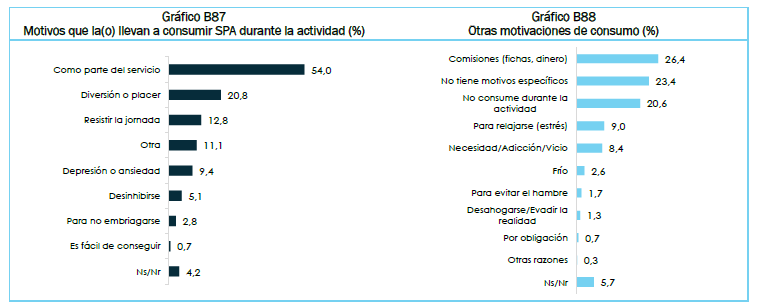 Gráfico B87
Motivos que la(o) llevan a consumir SPA durante la actividad (%)
Como parte del servicio 54,0
Diversión o placer 20,8
Resistir la jornada 12,8
Otra 11,1
Depresión o ansiedad 9,4
Desinhibirse 5,1
Para no embriagarse 2,8
Es fácil de conseguir 0,7
Ns/Nr 4,2
Gráfico B88
Otras motivaciones de consumo (%)
Comisiones (fichas, dinero) 26,4
No tiene motivos específicos 23,4
No consume durante la
actividad 20,6
Para relajarse (estrés) 9,0
Necesidad/Adicción/Vicio 8,4
Frío 2,6
Para evitar el hambre 1,7
Desahogarse/Evadir la
realidad 1,3
Por obligación 0,7
Otras razones 0,3
Ns/Nr 5,7